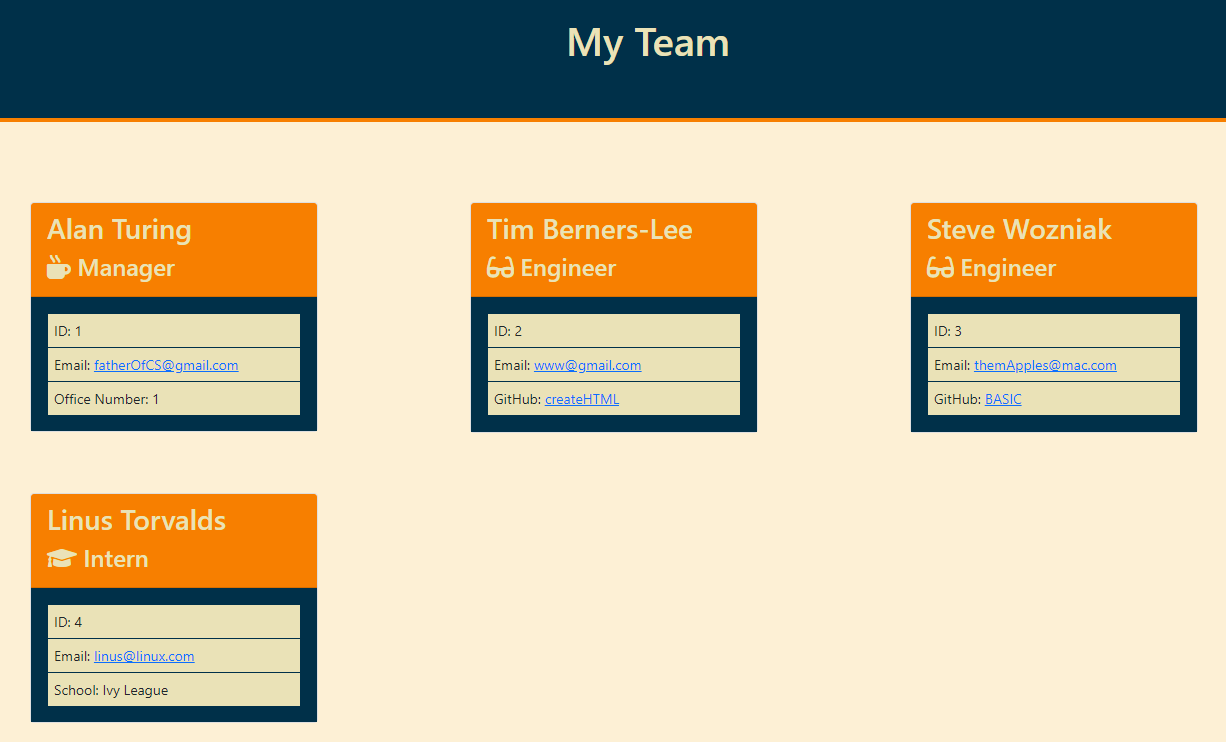 My Team
Alan Turing
Manager
ID: 1
Email: fatherOfCS@gmail.com
Office Number: 1
Tim Berners-Lee
Engineer
ID: 2
Email: www@gmail.com
GitHub: createHTML
Steve Wozniak
Engineer
ID: 3
Email: themApples@mac.com
GitHub: BASIC
Linus Torvalds
Intern
ID: 4
Email: linus@linux.com
School: Ivy League